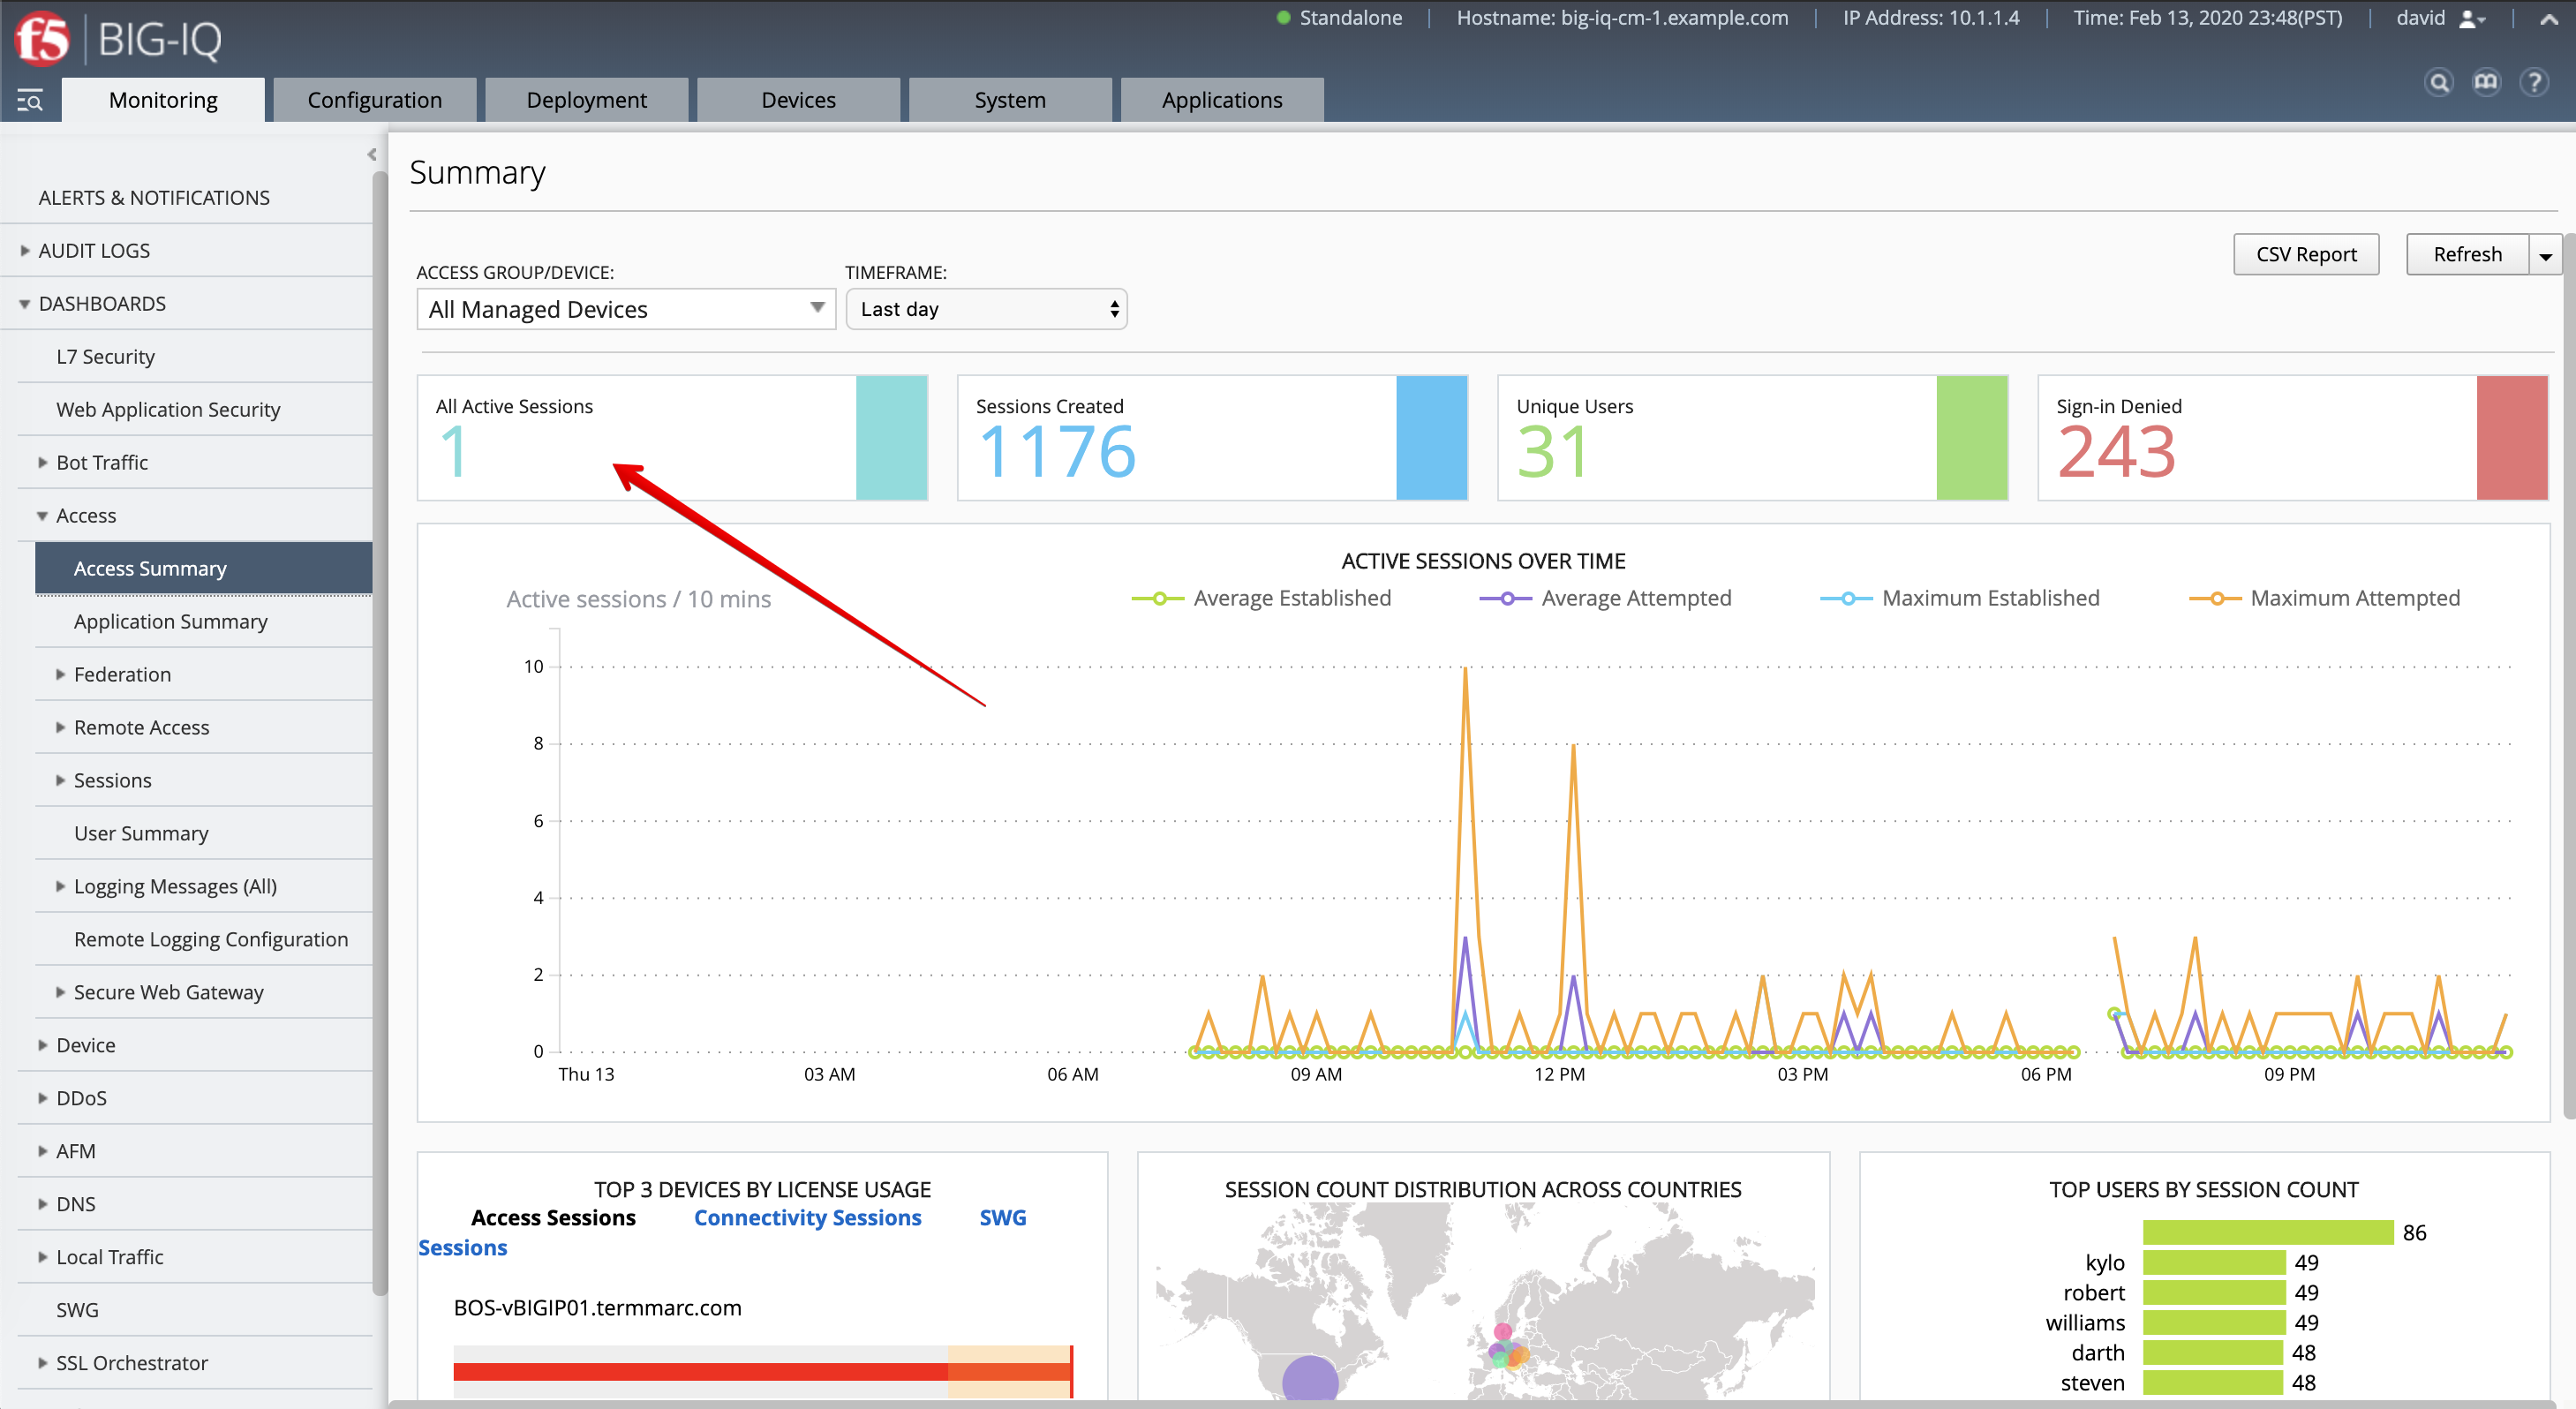 Standalone | Hostname: big-iq-cm-1.example.com | IP Address: 10.1.1.4 | Time: Feb 13, 2020 23:48(PST) | david
f5 BIG-IQ
Monitoring Configuration Deployment Devices System Applications
ALERTS & NOTIFICATIONS
AUDIT LOGS
DASHBOARDS
L7 Security
Web Application Security
Bot Traffic
Access
Access Summary
Application Summary
Federation
Remote Access
Sessions
User Summary
Logging Messages (All)
Remote Logging Configuration
Secure Web Gateway
Device
DDoS
AFM
DNS
Local Traffic
SWG
SSL Orchestrator
Summary
CSV Report Refresh
ACCESS GROUP/DEVICE: TIMEFRAME:
All Managed Devices Last day
All Active Sessions
1
Sessions Created
1176
Unique Users
31
Sign-in Denied
243
ACTIVE SESSIONS OVER TIME
Active sessions / 10 mins
Average Established Average Attempted Maximum Established Maximum Attempted
10
8
6
4
2
0
Thu 13 03 AM 06 AM 09 AM 12 PM 03 PM 06 PM 09 PM
TOP 3 DEVICES BY LICENSE USAGE
Access Sessions Connectivity Sessions SWG
Sessions
BOS-vBIGIP01.termmarc.com
SESSION COUNT DISTRIBUTION ACROSS COUNTRIES
TOP USERS BY SESSION COUNT
86
kylo 49
robert 49
williams 49
darth 48
steven 48